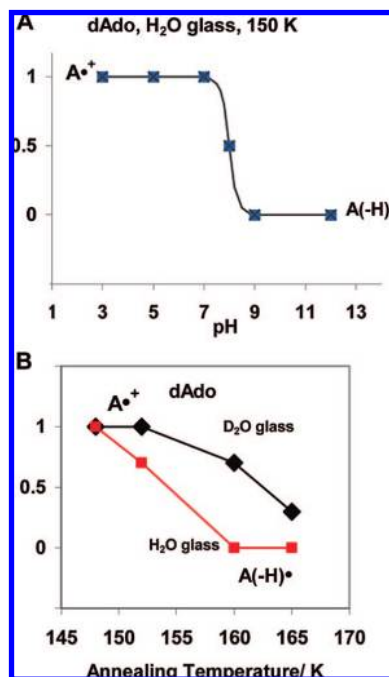 A
dAdo, H₂O glass, 150 K
A•⁺
1
0.5
0
A(-H)
1 3 5 7 9 11 13
pH
B
A•⁺
dAdo
1
D₂O glass
0.5
H₂O glass
0
A(-H)•
145 150 155 160 165 170
Annealing Temperature/ K